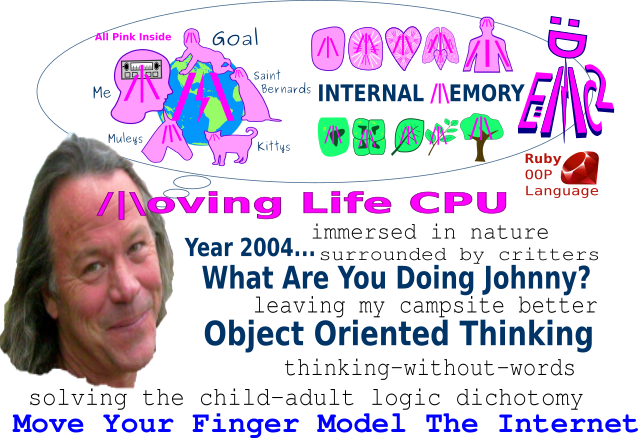 All Pink Inside
Goal
Me
Saint
Bernards
Muleys
Kittys
INTERNAL /|\EMORY
:D
E=MC2
Ruby
OOP
Language
/|\oving Life CPU
immersed in nature
Year 2004...
surrounded by critters
What Are You Doing Johnny?
leaving my campsite better
Object Oriented Thinking
thinking-without-words
solving the child-adult logic dichotomy
Move Your Finger Model The Internet